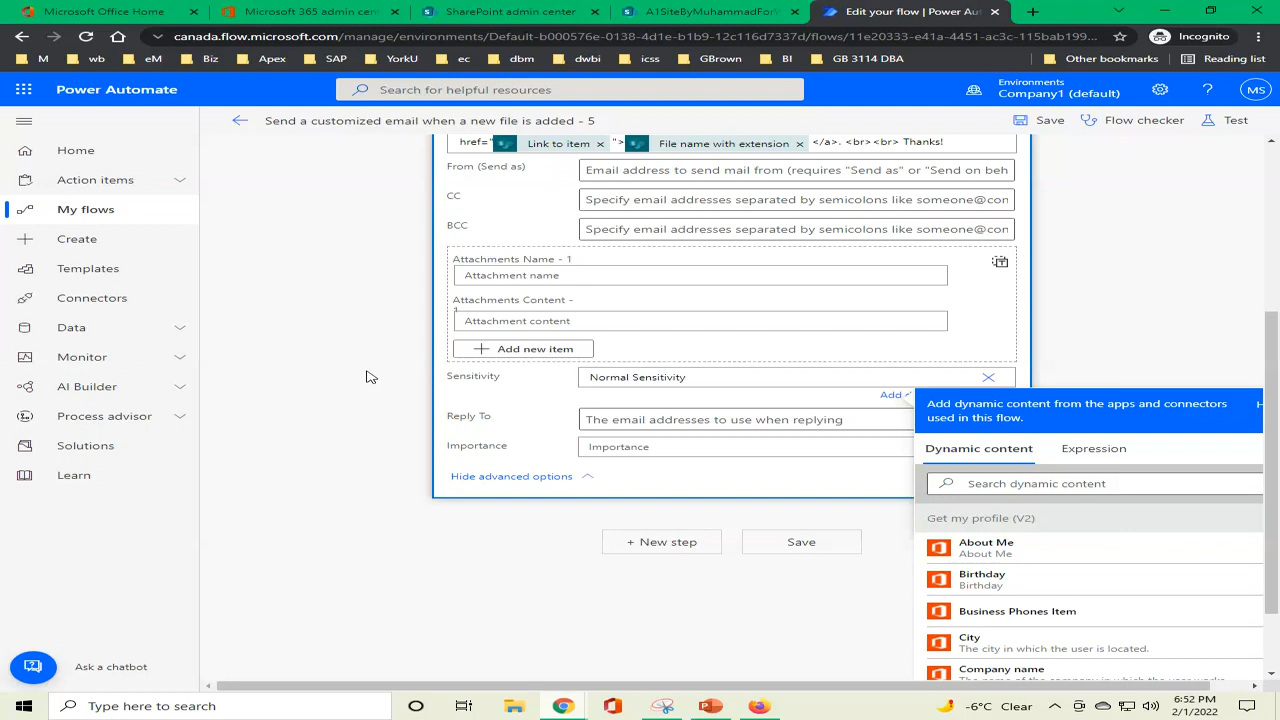 Microsoft Office Home
Microsoft 365 admin cen
SharePoint admin center
A1SiteByMuhammadForV
Edit your flow | Power Aut
canada.flow.microsoft.com/manage/environments/Default-b000576e-0138-4d1e-b1b9-12c116d7337d/flows/11e20333-e41a-4451-ac3c-115bab199...
Incognito
M
wb
eM
Biz
Apex
SAP
YorkU
ec
dbm
dwbi
icss
GBrown
BI
GB 3114 DBA
Other bookmarks
Reading list
Power Automate
Search for helpful resources
Environments
Company1 (default)
MS
Send a customized email when a new file is added - 5
Save
Flow checker
Test
Home
Action items
My flows
Create
Templates
Connectors
Data
Monitor
AI Builder
Process advisor
Solutions
Learn
Ask a chatbot
href=" Link to item "> File name with extension </a>. <br><br> Thanks!
From (Send as)
Email address to send mail from (requires "Send as" or "Send on beh
CC
Specify email addresses separated by semicolons like someone@con
BCC
Specify email addresses separated by semicolons like someone@con
Attachments Name - 1
Attachment name
Attachments Content -
1
Attachment content
Add new item
Sensitivity
Normal Sensitivity
Add
Reply To
The email addresses to use when replying
Importance
Importance
Hide advanced options
+ New step
Save
Add dynamic content from the apps and connectors
used in this flow.
Dynamic content
Expression
Search dynamic content
Get my profile (V2)
About Me
About Me
Birthday
Birthday
Business Phones Item
City
The city in which the user is located.
Company name
Type here to search
-6°C Clear
6:52 PM
2/1/2022